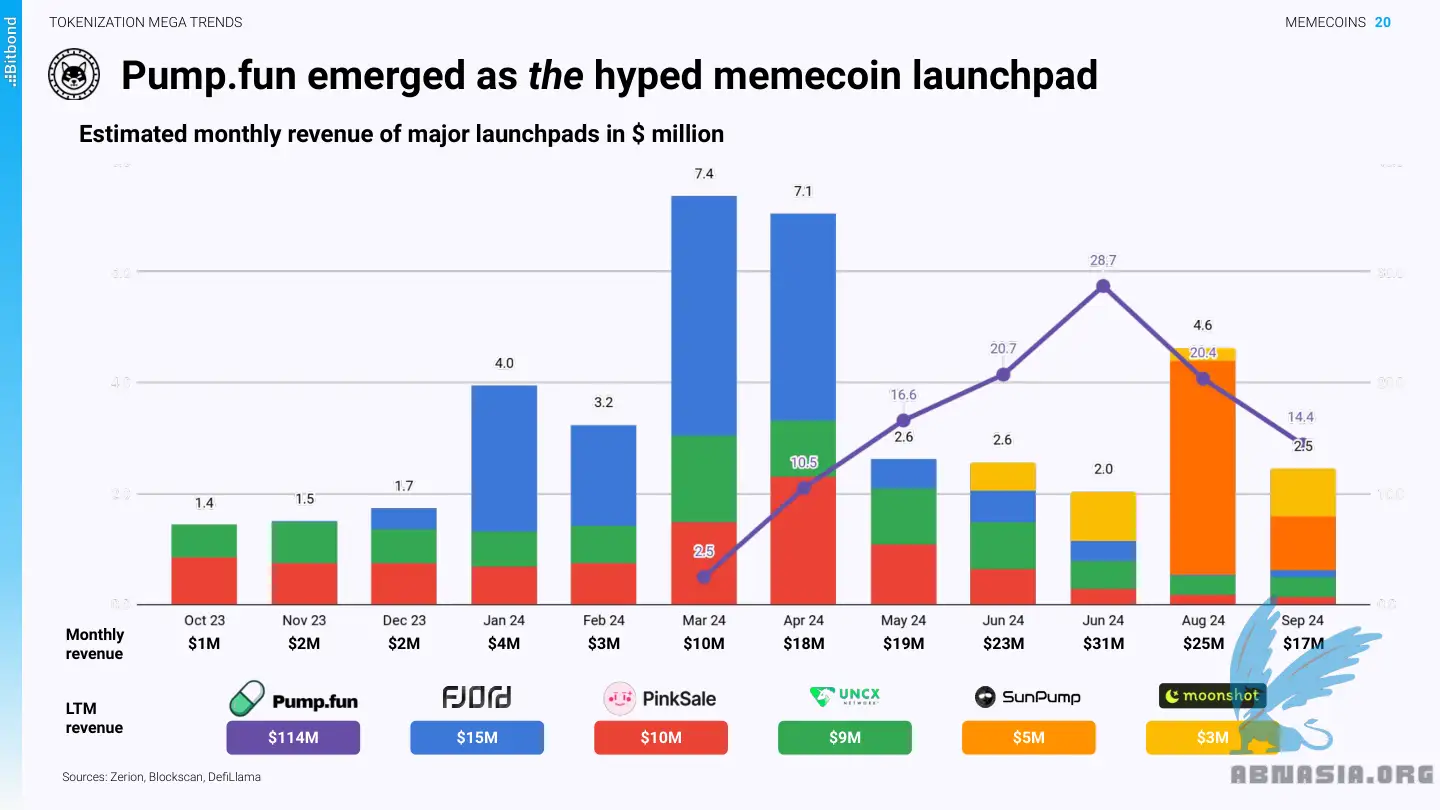 Bitbond
TOKENIZATION MEGA TRENDS
MEMECOINS 20
Pump.fun emerged as the hyped memecoin launchpad
Estimated monthly revenue of major launchpads in $ million
7.4
7.1
28.7
4.6
4.0
20.7
20.4
3.2
16.6
14.4
2.6
2.6
2.5
10.5
2.0
1.4
1.5
1.7
2.5
Oct 23 Nov 23 Dec 23 Jan 24 Feb 24 Mar 24 Apr 24 May 24 Jun 24 Jun 24 Aug 24 Sep 24
Monthly
revenue
$1M $2M $2M $4M $3M $10M $18M $19M $23M $31M $25M $17M
LTM
revenue
Pump.fun FJORD PinkSale UNCX NETWORK SunPump moonshot
$114M $15M $10M $9M $5M $3M
Sources: Zerion, Blockscan, DefiLlama
ABNASIA.ORG